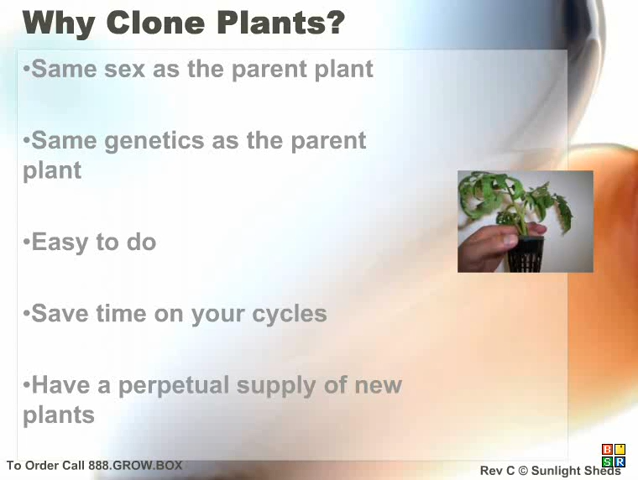 Why Clone Plants?
•Same sex as the parent plant
•Same genetics as the parent
plant
•Easy to do
•Save time on your cycles
•Have a perpetual supply of new
plants
To Order Call 888.GROW.BOX
B
S R
Rev C © Sunlight Sheds